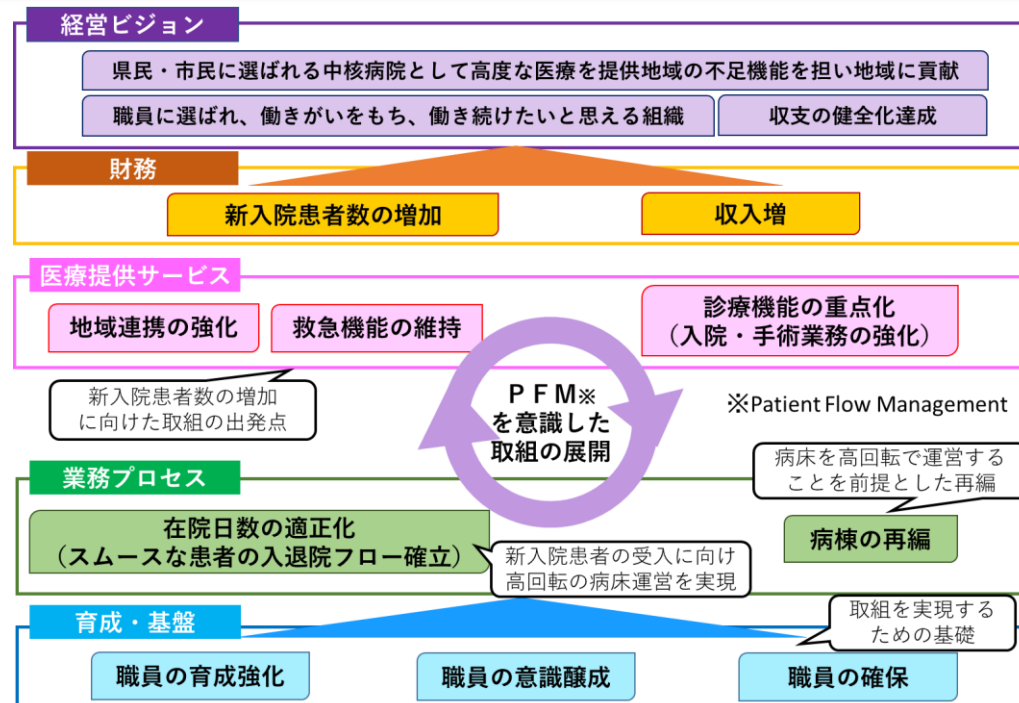 経営ビジョン
県民・市民に選ばれる中核病院として高度な医療を提供地域の不足機能を担い地域に貢献
職員に選ばれ、働きがいをもち、働き続けたいと思える組織
収支の健全化達成
財務
新入院患者数の増加
収入増
医療提供サービス
地域連携の強化
救急機能の維持
診療機能の重点化
（入院・手術業務の強化）
新入院患者数の増加
に向けた取組の出発点
ＰＦＭ※
を意識した
取組の展開
※Patient Flow Management
病床を高回転で運営する
ことを前提とした再編
業務プロセス
在院日数の適正化
（スムースな患者の入退院フロー確立）
新入院患者の受入に向け
高回転の病床運営を実現
病棟の再編
育成・基盤
取組を実現する
ための基礎
職員の育成強化
職員の意識醸成
職員の確保